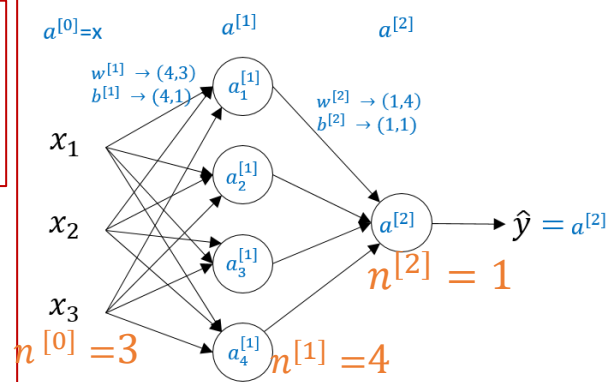 a^[0]=x
a^[1]
a^[2]
w^[1] → (4,3)
b^[1] → (4,1)
w^[2] → (1,4)
b^[2] → (1,1)
x₁
x₂
x₃
a₁^[1]
a₂^[1]
a₃^[1]
a₄^[1]
a^[2]
ŷ = a^[2]
n^[2] = 1
n^[0] =3
n^[1] =4